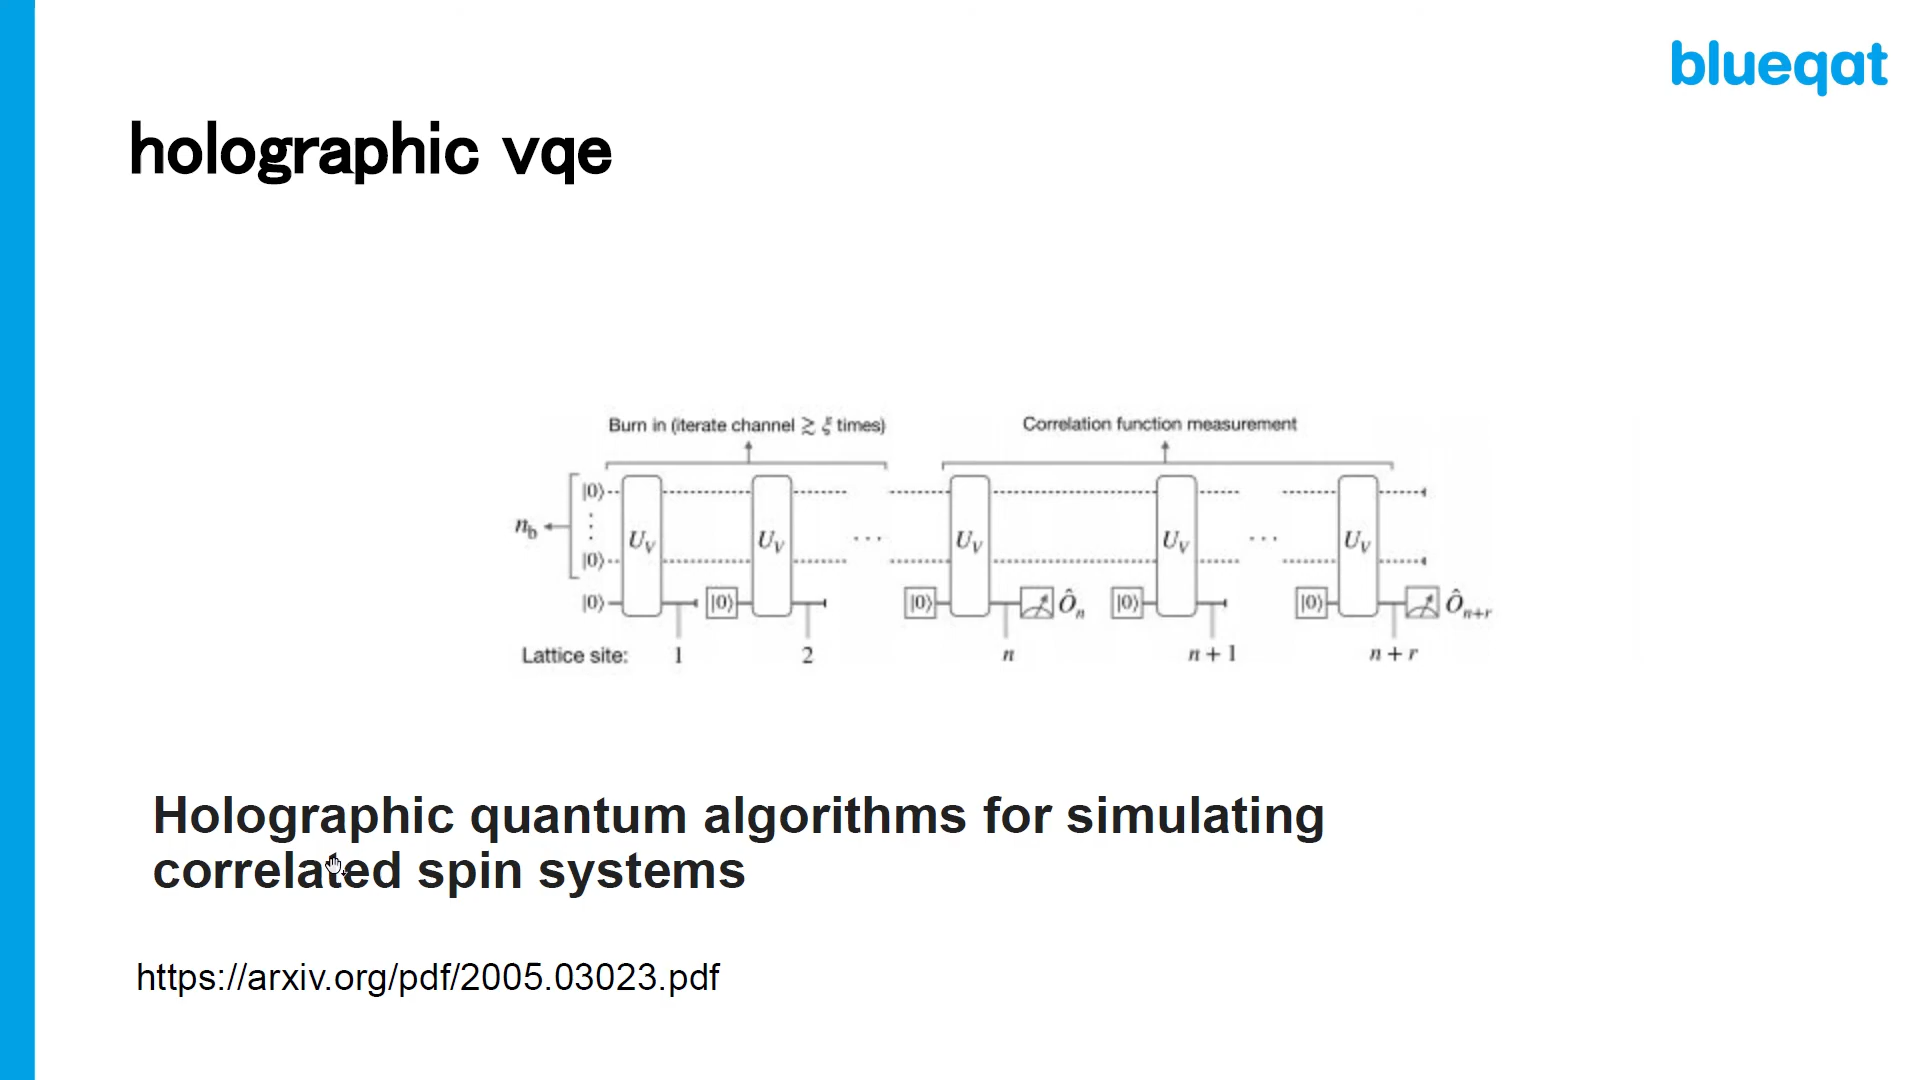 blueqat
holographic vqe
Burn in (iterate channel ≳ ξ times)
Correlation function measurement
|0⟩ U_V U_V ... U_V U_V ... U_V
n_b
|0⟩
|0⟩ |0⟩ |0⟩ Ô_n |0⟩ |0⟩ Ô_{n+r}
Lattice site: 1 2 n n + 1 n + r
Holographic quantum algorithms for simulating
correlated spin systems
https://arxiv.org/pdf/2005.03023.pdf